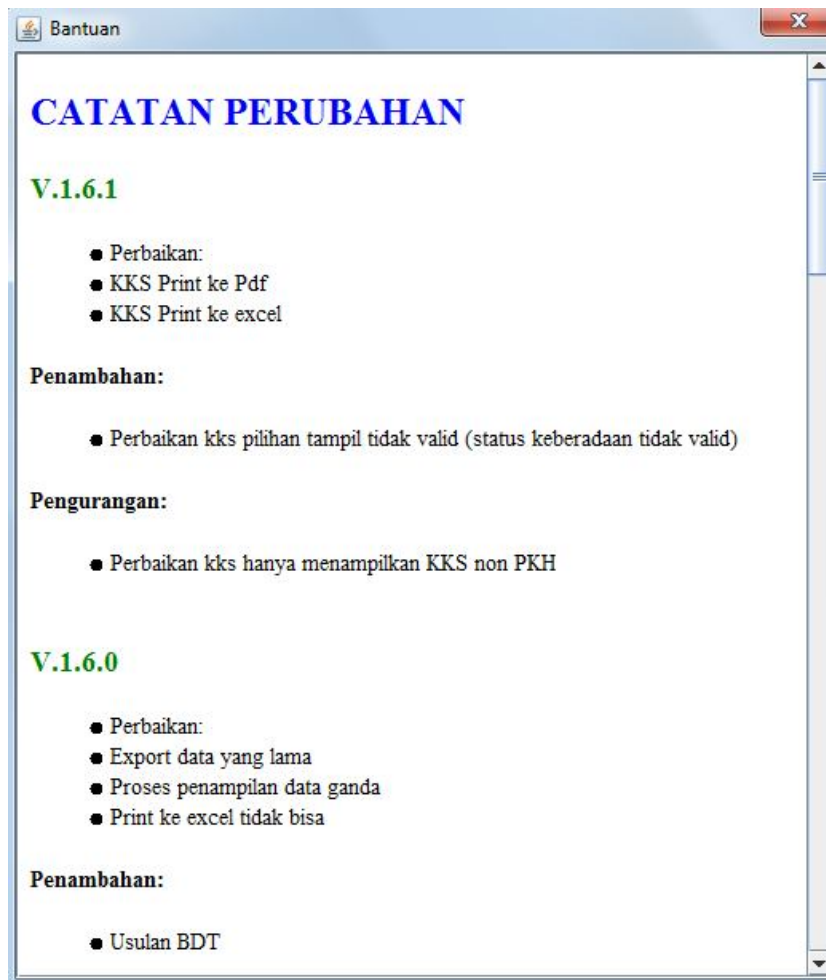 Bantuan
CATATAN PERUBAHAN
V.1.6.1
Perbaikan:
KKS Print ke Pdf
KKS Print ke excel
Penambahan:
Perbaikan kks pilihan tampil tidak valid (status keberadaan tidak valid)
Pengurangan:
Perbaikan kks hanya menampilkan KKS non PKH
V.1.6.0
Perbaikan:
Export data yang lama
Proses penampilan data ganda
Print ke excel tidak bisa
Penambahan:
Usulan BDT